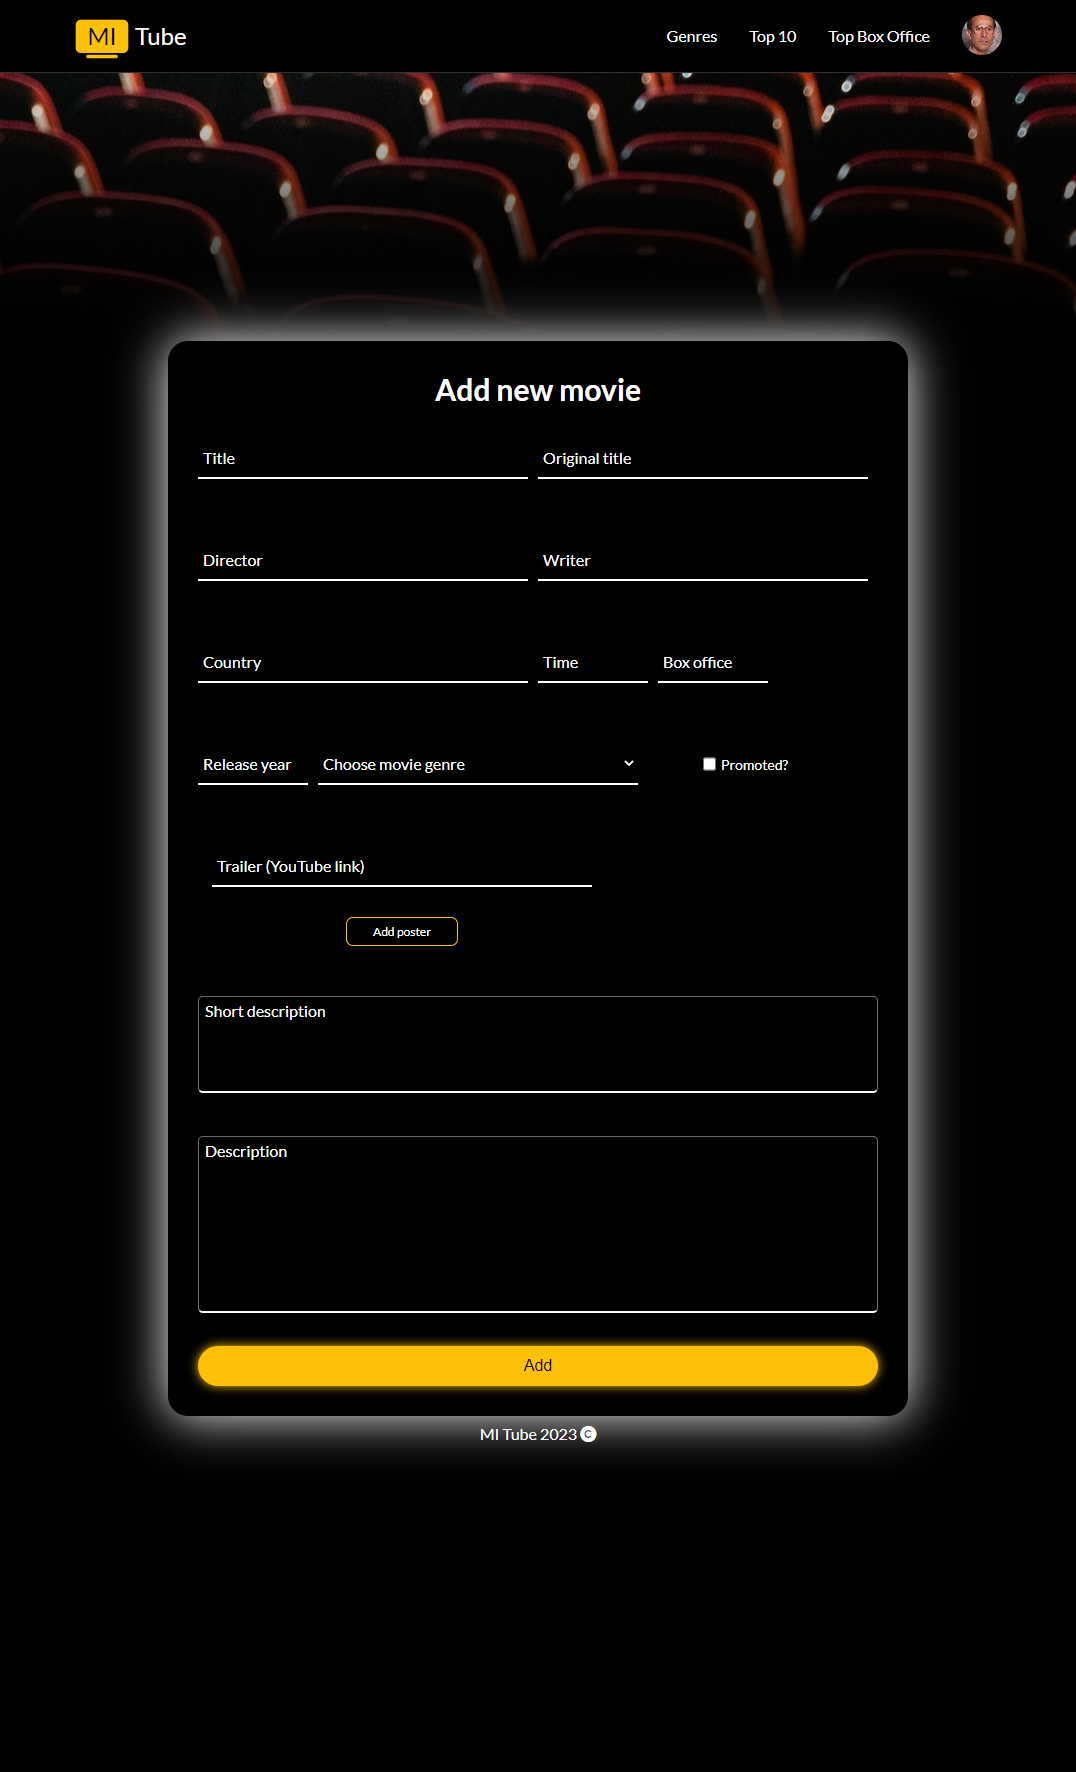 MI Tube
Genres Top 10 Top Box Office
Add new movie
Title Original title
Director Writer
Country Time Box office
Release year Choose movie genre Promoted?
Trailer (YouTube link)
Add poster
Short description
Description
Add
MI Tube 2023 C